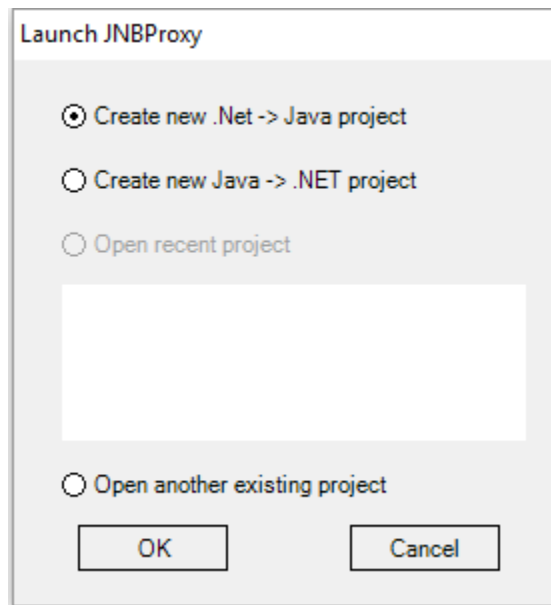 Launch JNBProxy
Create new .Net -> Java project
Create new Java -> .NET project
Open recent project
Open another existing project
OK
Cancel